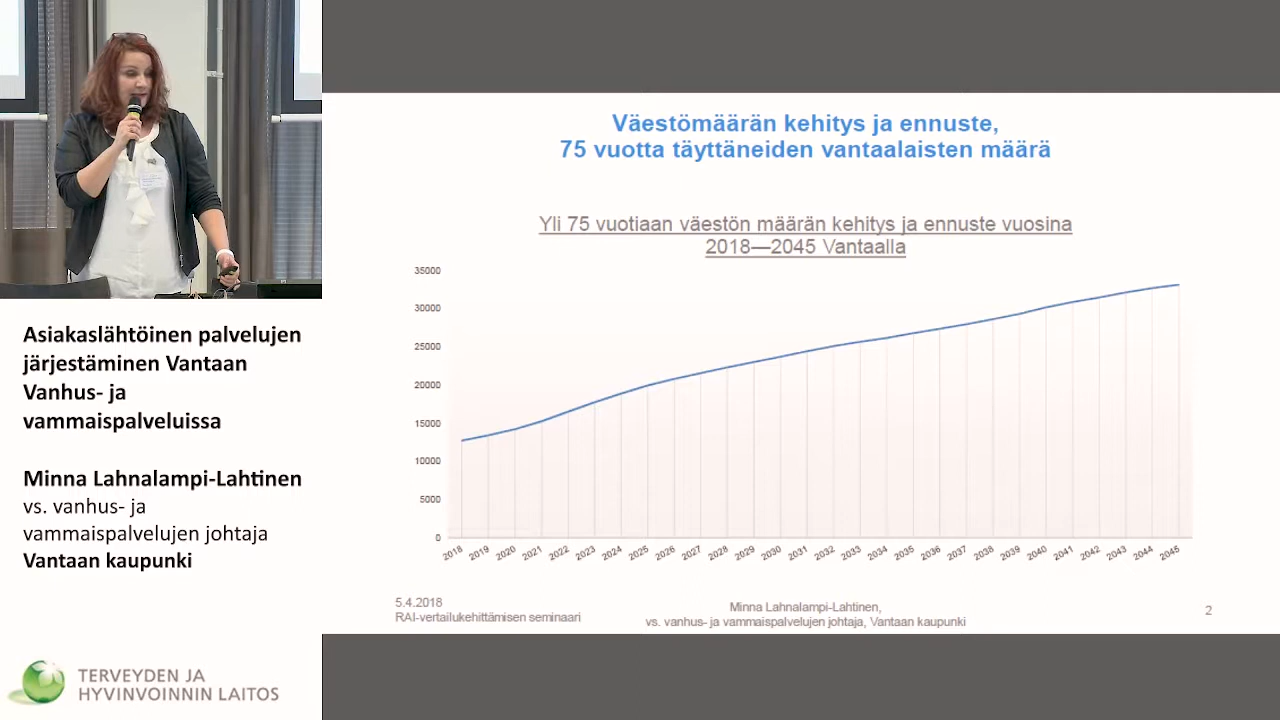 Asiakaslähtöinen palvelujen
järjestäminen Vantaan
Vanhus- ja
vammaispalveluissa
Minna Lahnalampi-Lahtinen
vs. vanhus- ja
vammaispalvelujen johtaja
Vantaan kaupunki
TERVEYDEN JA
HYVINVOINNIN LAITOS
Väestömäärän kehitys ja ennuste,
75 vuotta täyttäneiden vantaalaisten määrä
Yli 75 vuotiaan väestön määrän kehitys ja ennuste vuosina
2018—2045 Vantaalla
35000
30000
25000
20000
15000
10000
5000
0
2018 2019 2020 2021 2022 2023 2024 2025 2026 2027 2028 2029 2030 2031 2032 2033 2034 2035 2036 2037 2038 2039 2040 2041 2042 2043 2044 2045
5.4.2018
RAI-vertailukehittämisen seminaari
Minna Lahnalampi-Lahtinen,
vs. vanhus- ja vammaispalvelujen johtaja, Vantaan kaupunki
2